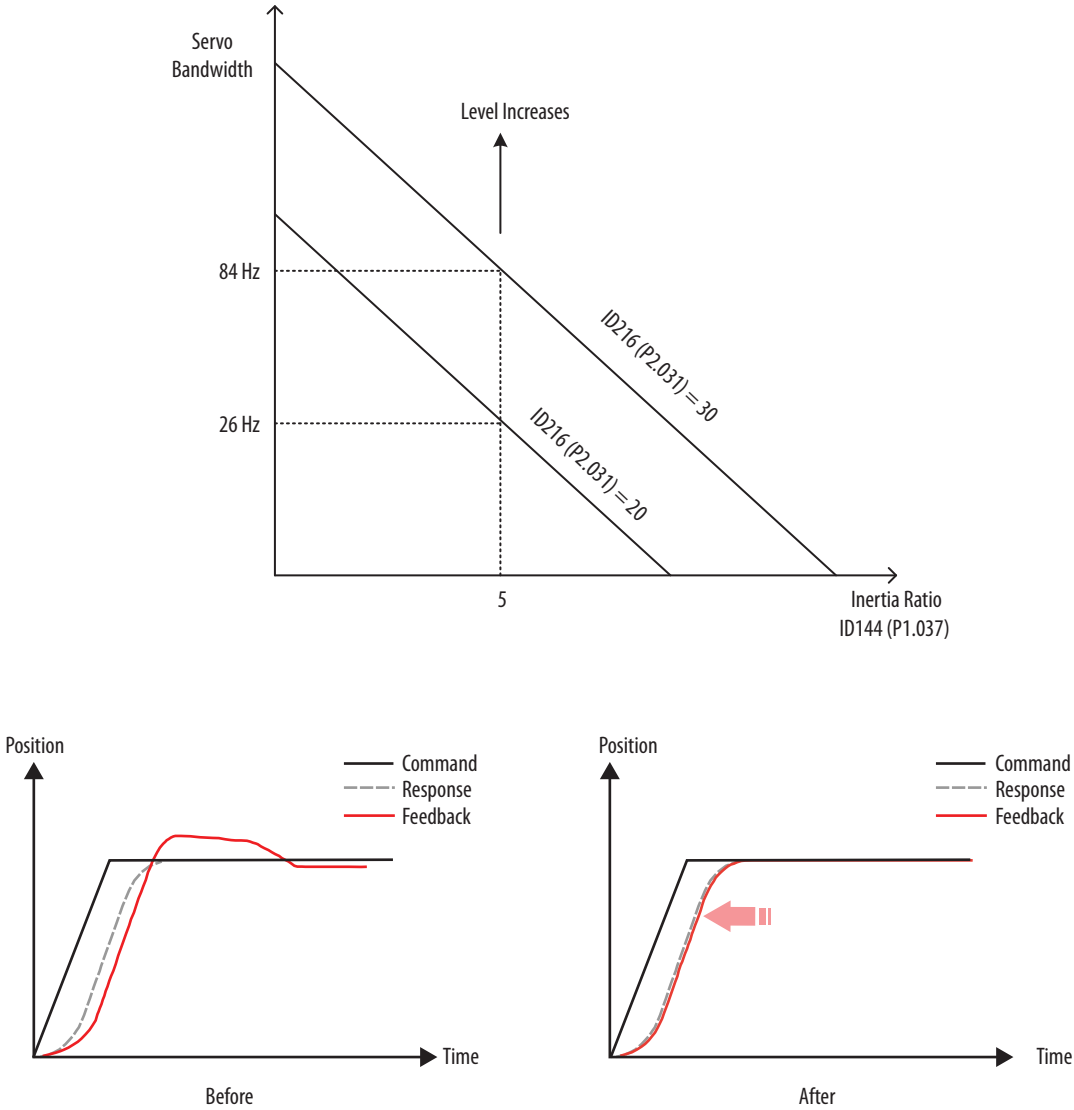 Servo
Bandwidth
Level Increases
84 Hz
ID216 (P2.031) = 30
26 Hz
ID216 (P2.031) = 20
5
Inertia Ratio
ID144 (P1.037)
Position
Command
Response
Feedback
Time
Before
Position
Command
Response
Feedback
Time
After